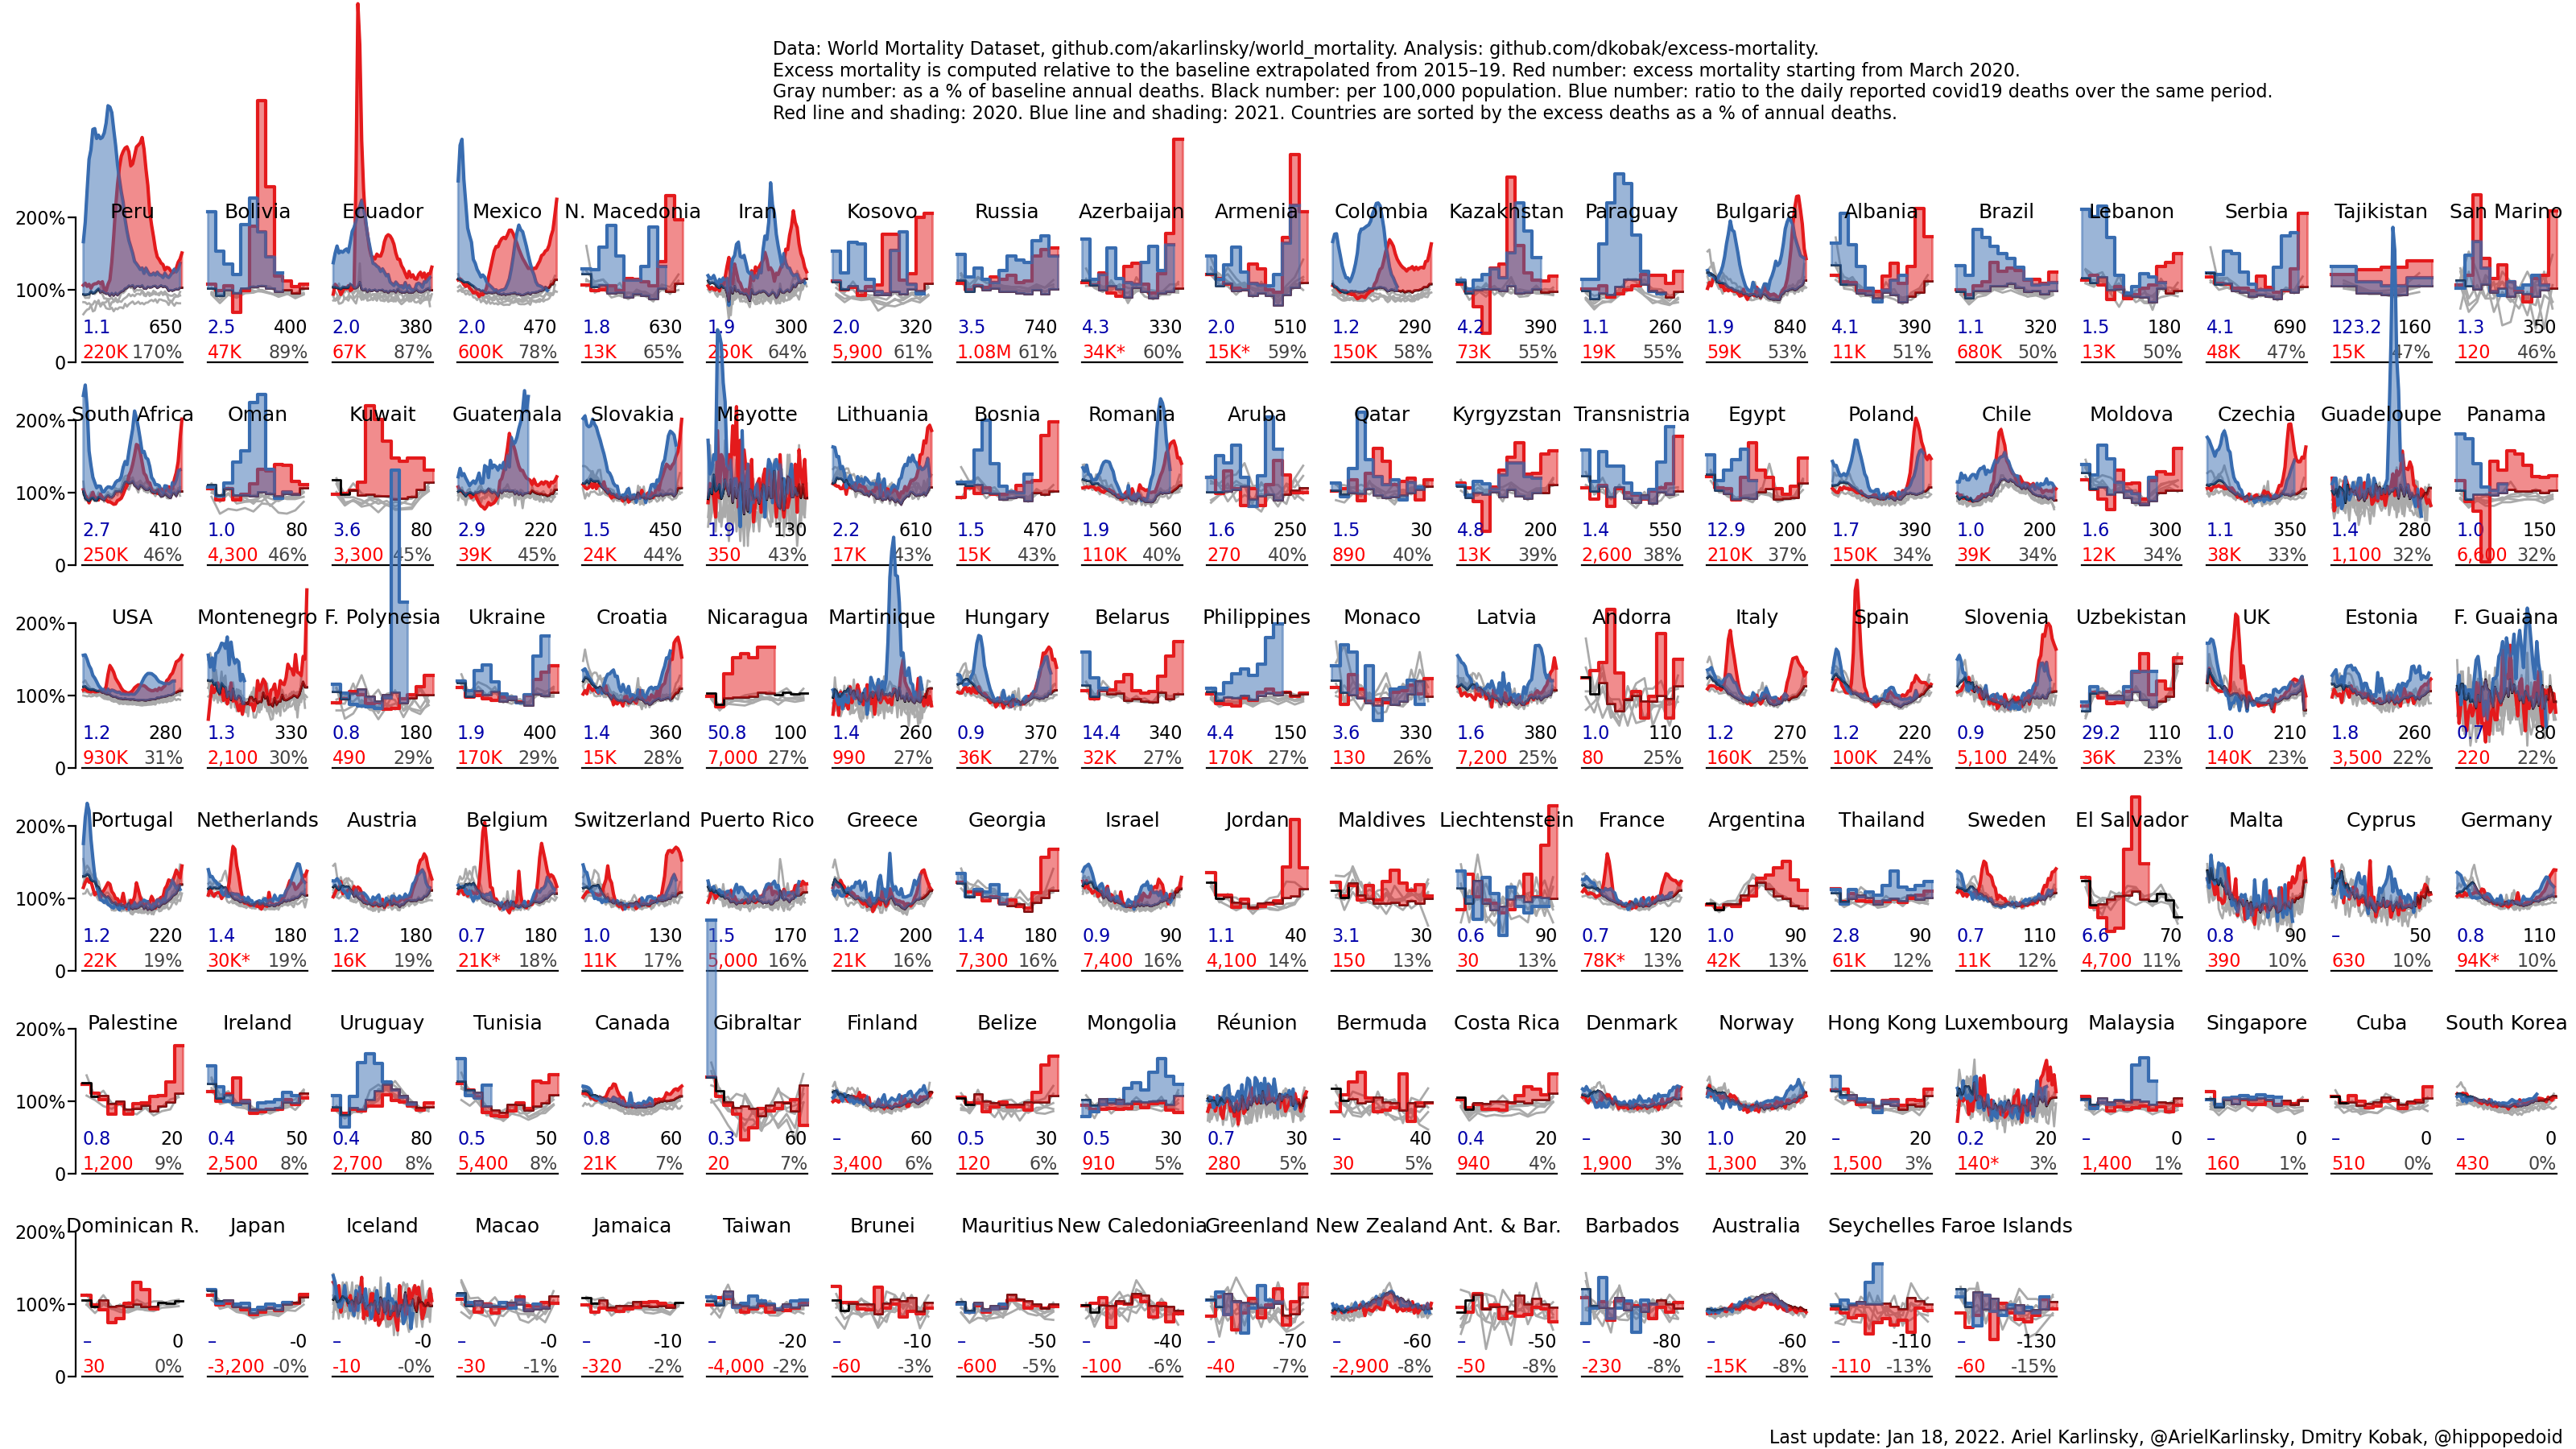 Data: World Mortality Dataset, github.com/akarlinsky/world_mortality. Analysis: github.com/dkobak/excess-mortality.
Excess mortality is computed relative to the baseline extrapolated from 2015–19. Red number: excess mortality starting from March 2020.
Gray number: as a % of baseline annual deaths. Black number: per 100,000 population. Blue number: ratio to the daily reported covid19 deaths over the same period.
Red line and shading: 2020. Blue line and shading: 2021. Countries are sorted by the excess deaths as a % of annual deaths.
200% Peru Bolivia Ecuador Mexico N. Macedonia Iran Kosovo Russia Azerbaijan Armenia Colombia Kazakhstan Paraguay Bulgaria Albania Brazil Lebanon Serbia Tajikistan San Marino
100%
1.1 650 2.5 400 2.0 380 2.0 470 1.8 630 1.9 300 2.0 320 3.5 740 4.3 330 2.0 510 1.2 290 4.2 390 1.1 260 1.9 840 4.1 390 1.1 320 1.5 180 4.1 690 123.2 160 1.3 350
0 220K 170% 47K 89% 67K 87% 600K 78% 13K 65% 250K 64% 5,900 61% 1.08M 61% 34K* 60% 15K* 59% 150K 58% 73K 55% 19K 55% 59K 53% 11K 51% 680K 50% 13K 50% 48K 47% 15K 47% 120 46%
200% South Africa Oman Kuwait Guatemala Slovakia Mayotte Lithuania Bosnia Romania Aruba Qatar Kyrgyzstan Transnistria Egypt Poland Chile Moldova Czechia Guadeloupe Panama
100%
2.7 410 1.0 80 3.6 80 2.9 220 1.5 450 1.9 130 2.2 610 1.5 470 1.9 560 1.6 250 1.5 30 4.8 200 1.4 550 12.9 200 1.7 390 1.0 200 1.6 300 1.1 350 1.4 280 1.0 150
0 250K 46% 4,300 46% 3,300 45% 39K 45% 24K 44% 350 43% 17K 43% 15K 43% 110K 40% 270 40% 890 40% 13K 39% 2,600 38% 210K 37% 150K 34% 39K 34% 12K 34% 38K 33% 1,100 32% 6,600 32%
200% USA Montenegro F. Polynesia Ukraine Croatia Nicaragua Martinique Hungary Belarus Philippines Monaco Latvia Andorra Italy Spain Slovenia Uzbekistan UK Estonia F. Guaiana
100%
1.2 280 1.3 330 0.8 180 1.9 400 1.4 360 50.8 100 1.4 260 0.9 370 14.4 340 4.4 150 3.6 330 1.6 380 1.0 110 1.2 270 1.2 220 0.9 250 29.2 110 1.0 210 1.8 260 0.7 80
0 930K 31% 2,100 30% 490 29% 170K 29% 15K 28% 7,000 27% 990 27% 36K 27% 32K 27% 170K 27% 130 26% 7,200 25% 80 25% 160K 25% 100K 24% 5,100 24% 36K 23% 140K 23% 3,500 22% 220 22%
200% Portugal Netherlands Austria Belgium Switzerland Puerto Rico Greece Georgia Israel Jordan Maldives Liechtenstein France Argentina Thailand Sweden El Salvador Malta Cyprus Germany
100%
1.2 220 1.4 180 1.2 180 0.7 180 1.0 130 1.5 170 1.2 200 1.4 180 0.9 90 1.1 40 3.1 30 0.6 90 0.7 120 1.0 90 2.8 90 0.7 110 6.6 70 0.8 90 – 50 0.8 110
0 22K 19% 30K* 19% 16K 19% 21K* 18% 11K 17% 5,000 16% 21K 16% 7,300 16% 7,400 16% 4,100 14% 150 13% 30 13% 78K* 13% 42K 13% 61K 12% 11K 12% 4,700 11% 390 10% 630 10% 94K* 10%
200% Palestine Ireland Uruguay Tunisia Canada Gibraltar Finland Belize Mongolia Réunion Bermuda Costa Rica Denmark Norway Hong Kong Luxembourg Malaysia Singapore Cuba South Korea
100%
0.8 20 0.4 50 0.4 80 0.5 50 0.8 60 0.3 60 – 60 0.5 30 0.5 30 0.7 30 – 40 0.4 20 – 30 1.0 20 – 20 0.2 20 – 0 – 0 – 0 – 0
0 1,200 9% 2,500 8% 2,700 8% 5,400 8% 21K 7% 20 7% 3,400 6% 120 6% 910 5% 280 5% 30 5% 940 4% 1,900 3% 1,300 3% 1,500 3% 140* 3% 1,400 1% 160 1% 510 0% 430 0%
200% Dominican R. Japan Iceland Macao Jamaica Taiwan Brunei Mauritius New Caledonia Greenland New Zealand Ant. & Bar. Barbados Australia Seychelles Faroe Islands
100%
– 0 – -0 – -0 – -0 – -10 – -20 – -10 – -50 – -40 – -70 – -60 – -50 – -80 – -60 – -110 – -130
0 30 0% -3,200 -0% -10 -0% -30 -1% -320 -2% -4,000 -2% -60 -3% -600 -5% -100 -6% -40 -7% -2,900 -8% -50 -8% -230 -8% -15K -8% -110 -13% -60 -15%
Last update: Jan 18, 2022. Ariel Karlinsky, @ArielKarlinsky, Dmitry Kobak, @hippopedoid